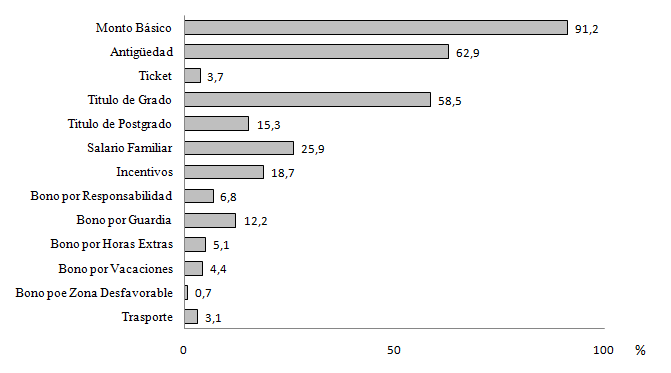 Monto Básico 91,2
Antigüedad 62,9
Ticket 3,7
Titulo de Grado 58,5
Titulo de Postgrado 15,3
Salario Familiar 25,9
Incentivos 18,7
Bono por Responsabilidad 6,8
Bono por Guardia 12,2
Bono por Horas Extras 5,1
Bono por Vacaciones 4,4
Bono poe Zona Desfavorable 0,7
Trasporte 3,1
0 50 100 %